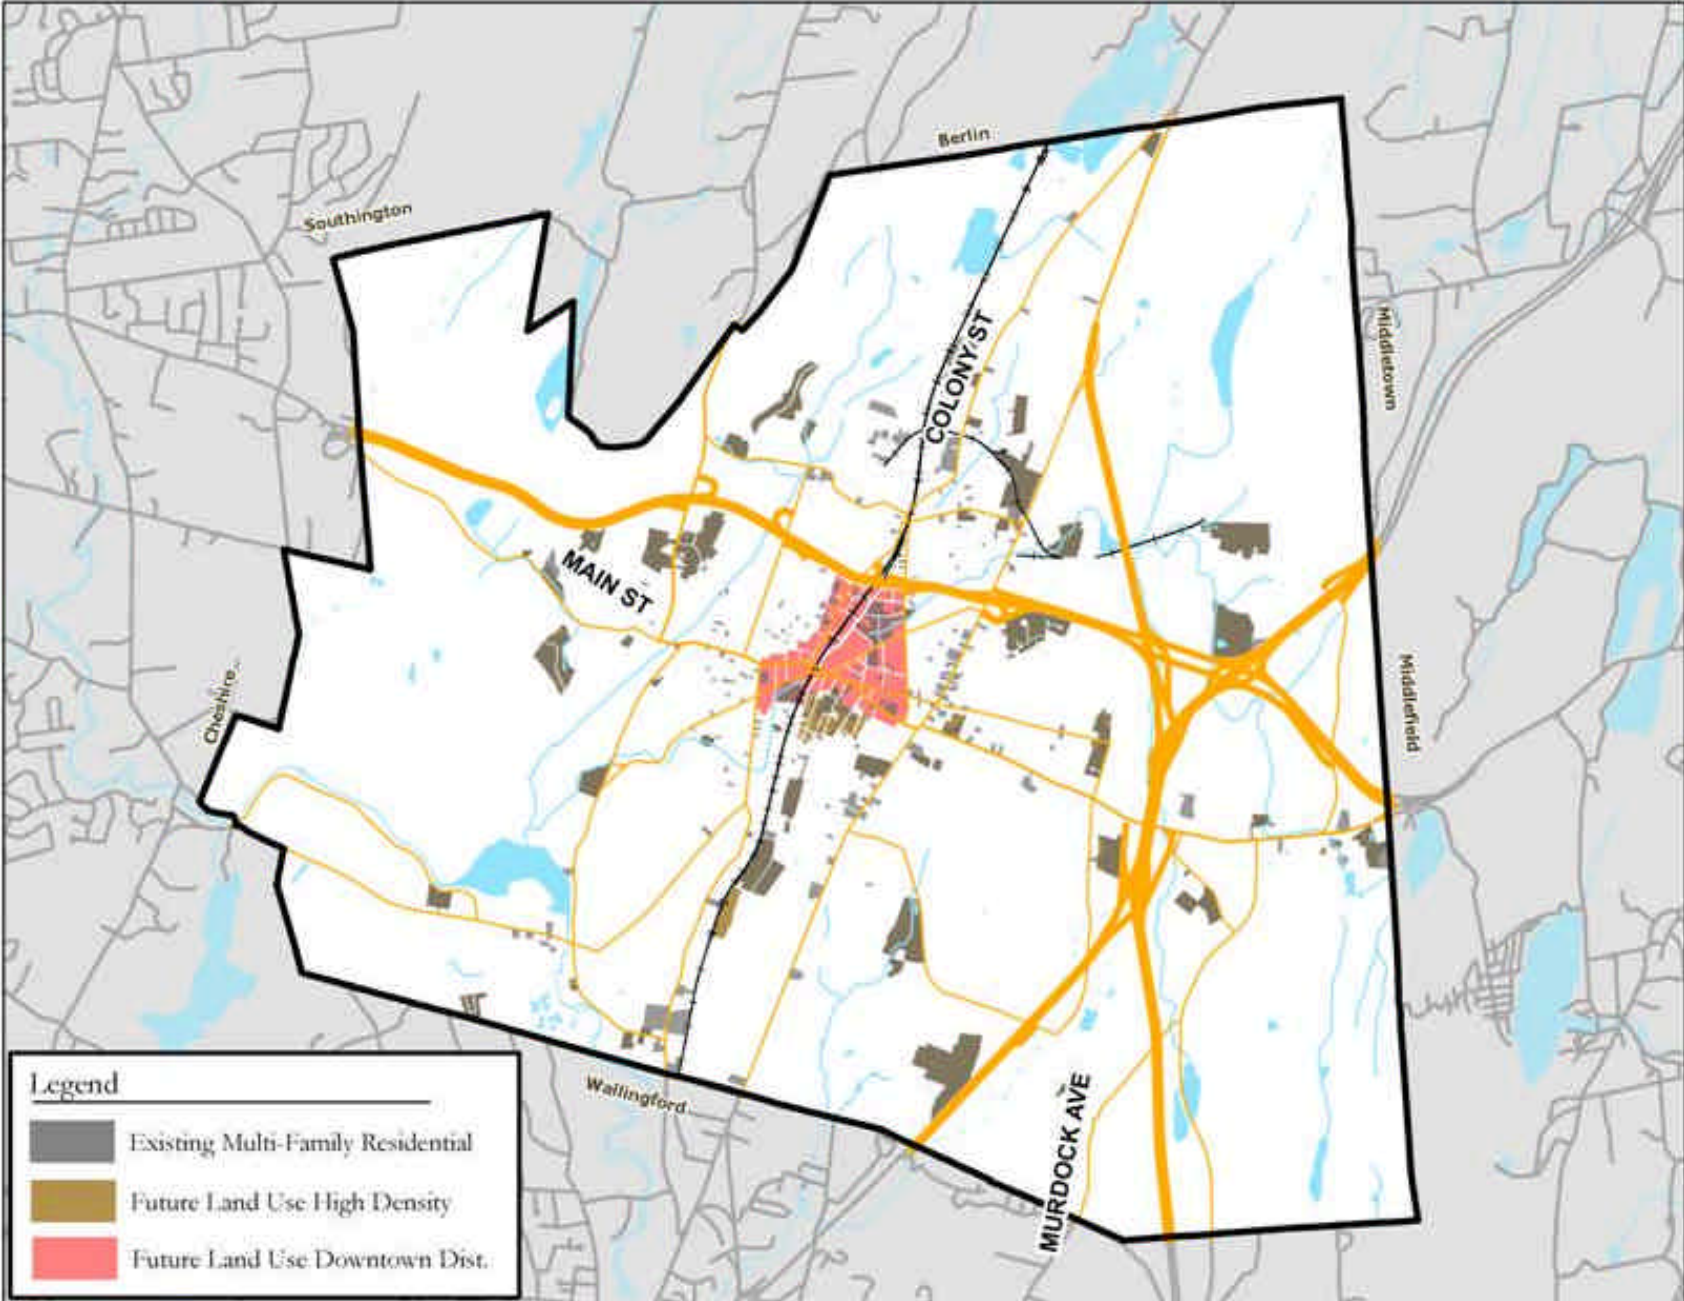 Berlin
Southington
Middletown
COLONY ST
MAIN ST
Cheshire
Middlefield
Wallingford
MURDOCK AVE
Legend
Existing Multi-Family Residential
Future Land Use High Density
Future Land Use Downtown Dist.